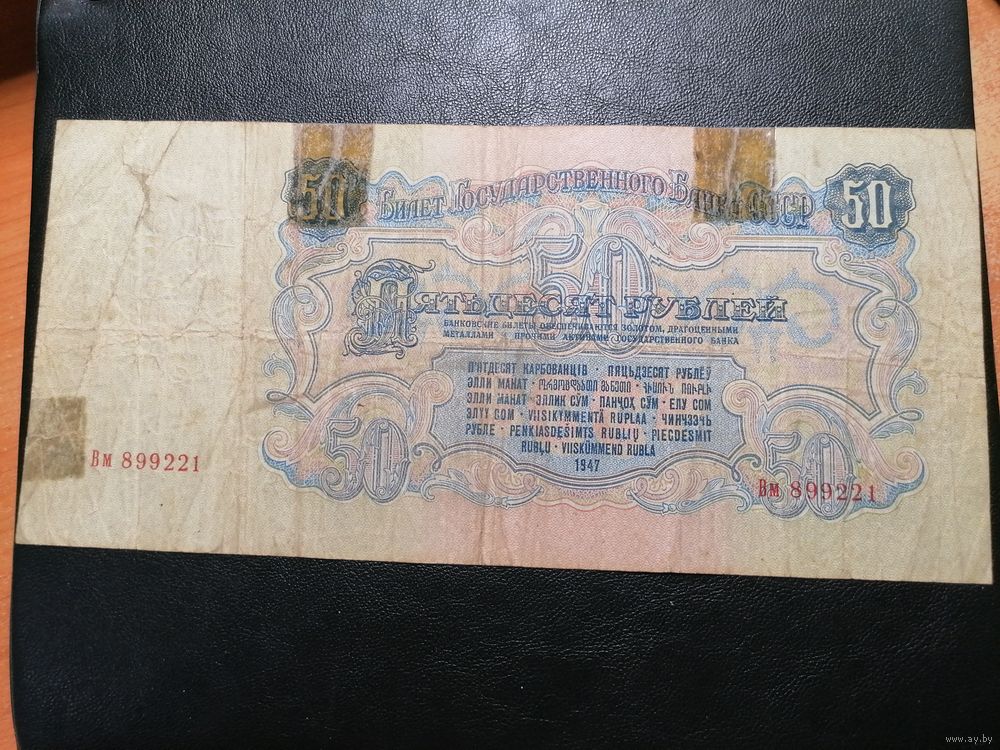 50 БИЛЕТ ГОСУДАРСТВЕННОГО БАНКА СССР 50
50
ПЯТЬДЕСЯТ РУБЛЕЙ
БАНКОВСКИЕ БИЛЕТЫ ОБЕСПЕЧИВАЮТСЯ ЗОЛОТОМ, ДРАГОЦЕННЫМИ
МЕТАЛЛАМИ И ПРОЧИМИ АКТИВАМИ ГОСУДАРСТВЕННОГО БАНКА
П'ЯТДЕСЯТ КАРБОВАНЦІВ · ПЯЦЬДЗЕСЯТ РУБЛЁЎ
ЭЛЛИ МАНАТ ·
ЭЛЛИ МАНАТ · ЭЛЛИК СЎМ · ПАНҶОҲ СЎМ · ЕЛУ СОМ
ЭЛҮҮ СОМ · VIISIKYMMENTÄ RUPLAA · ЧИНЧЗЭЧЬ
РУБЛЕ · PENKIASDEŠIMTS RUBLIŲ · PIECDESMIT
RUBĻU · VIISKÜMMEND RUBLA
1947
50 50
Вм 899221
Вм 899221
www.ay.by